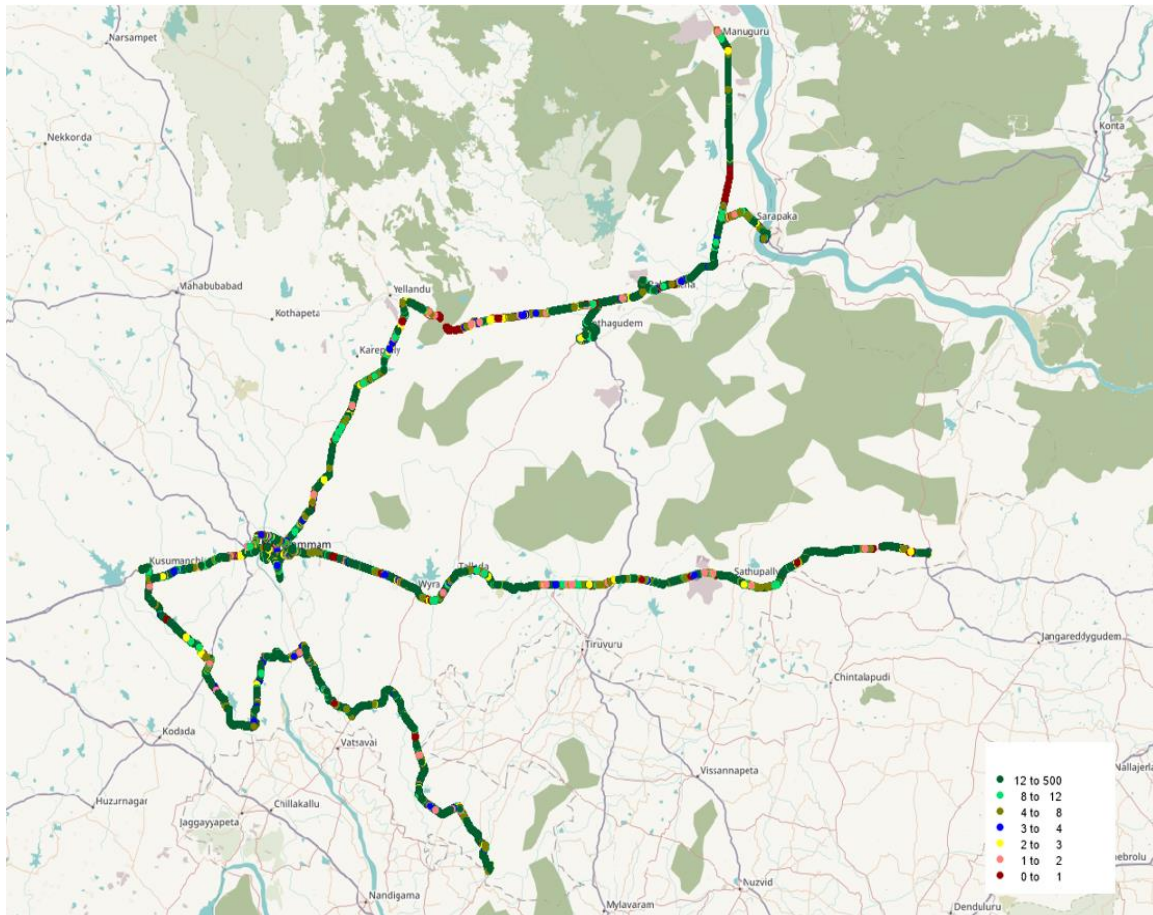 Manuguru
Narsampet
Konta
Nekkorda
Sarapaka
Mahabubabad
Yellandu
Kothapeta
Kusumanchi
Wyra
Sathupally
Jangareddygudem
Tiruvuru
Chintalapudi
Kodada
Vatsavai
Vissannapeta
Huzurnagar
Chillakallu
Jaggayyapeta
Nandigama
Mylavaram
Nuzvid
Denduluru
12 to 500
8 to 12
4 to 8
3 to 4
2 to 3
1 to 2
0 to 1